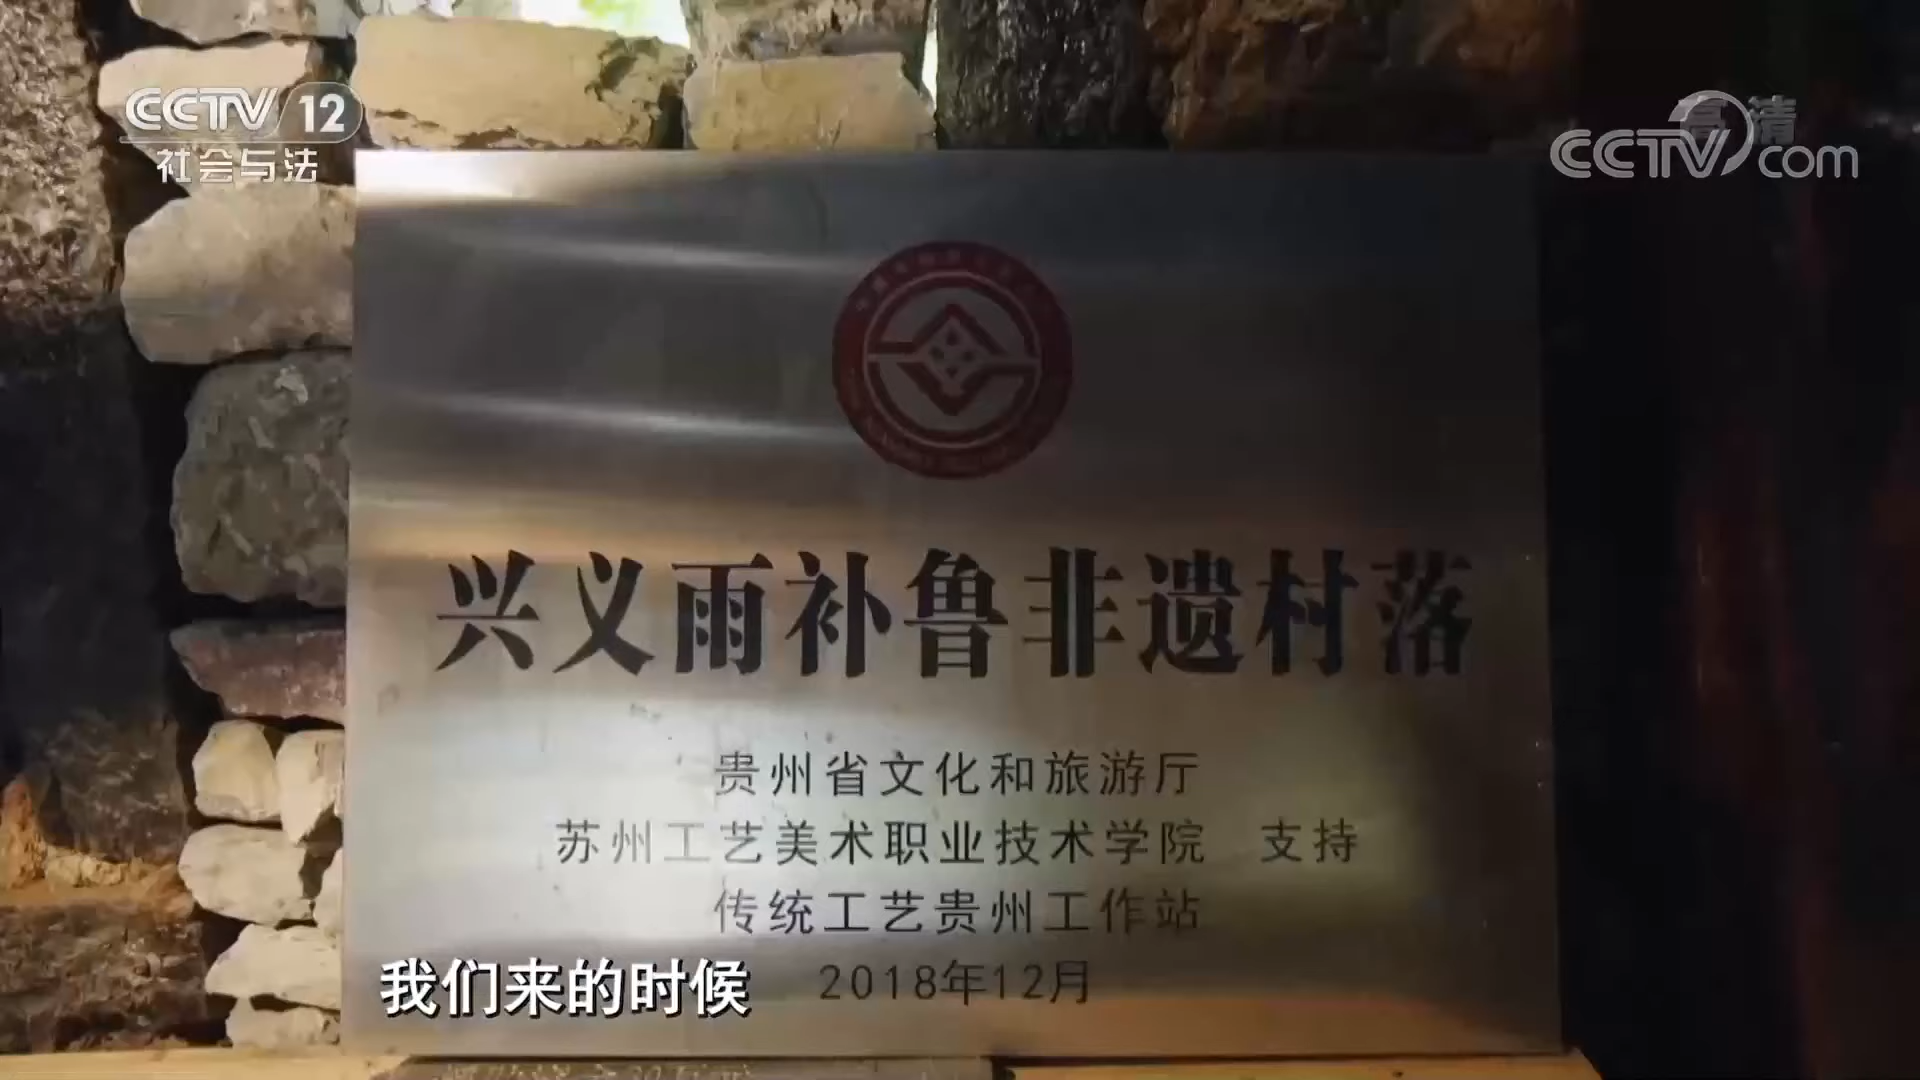 CCTV 12
社会与法
高清
CCTV.com
兴义雨补鲁非遗村落
贵州省文化和旅游厅
苏州工艺美术职业技术学院 支持
传统工艺贵州工作站
2018年12月
我们来的时候